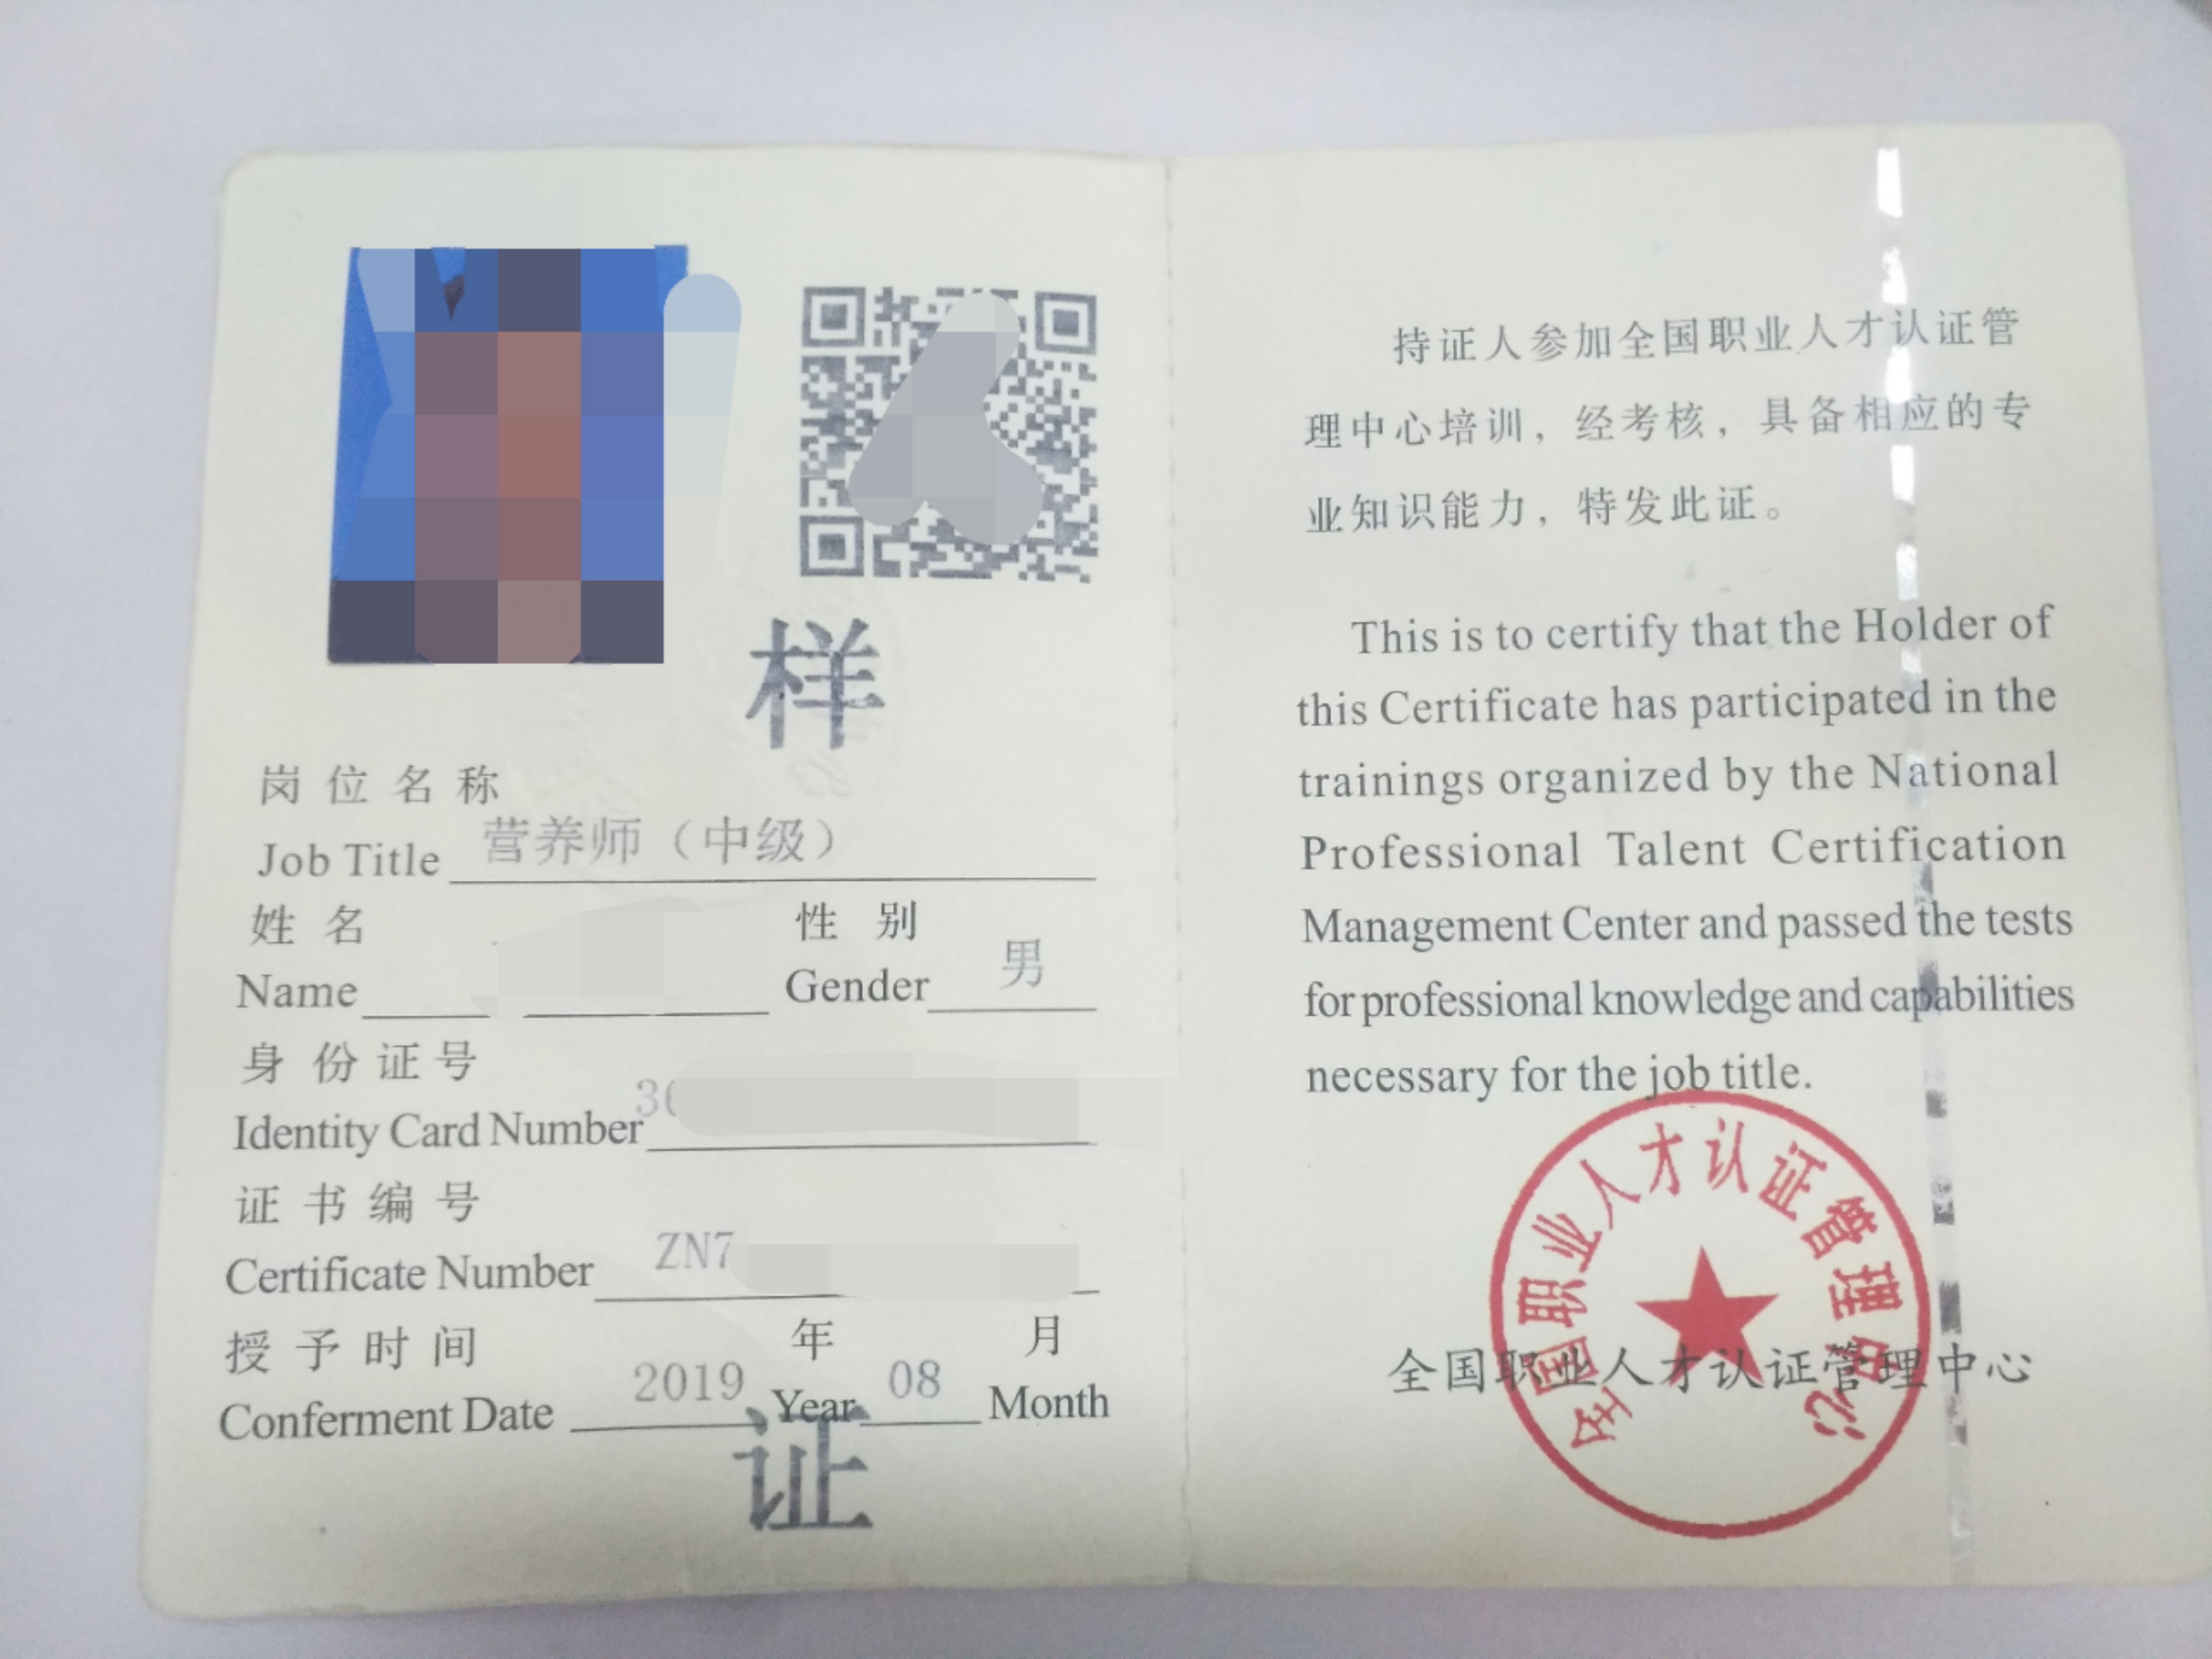 样
岗位名称
Job Title 营养师（中级）
姓名 性别
Name Gender 男
身份证号
Identity Card Number 3
证书编号
Certificate Number ZN7
授予时间 年 月
Conferment Date 2019 Year 08 Month
证
持证人参加全国职业人才认证管
理中心培训，经考核，具备相应的专
业知识能力，特发此证。
This is to certify that the Holder of
this Certificate has participated in the
trainings organized by the National
Professional Talent Certification
Management Center and passed the tests
for professional knowledge and capabilities
necessary for the job title.
全国职业人才认证管理中心
全国职业人才认证管理中心